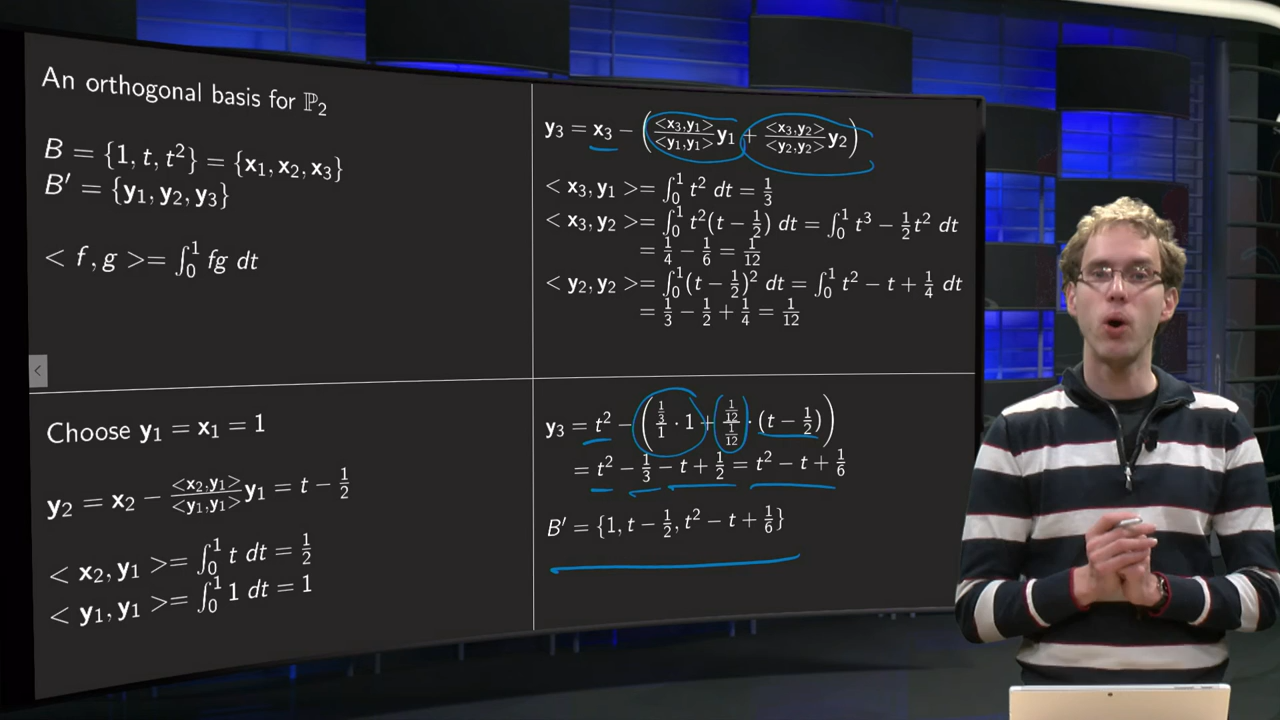 An orthogonal basis for ℙ₂
B = {1, t, t²} = {x₁, x₂, x₃}
B′ = {y₁, y₂, y₃}
< f, g >= ∫₀¹ fg dt
Choose y₁ = x₁ = 1
y₂ = x₂ − <x₂,y₁>/<y₁,y₁> y₁ = t − 1/2
< x₂, y₁ >= ∫₀¹ t dt = 1/2
< y₁, y₁ >= ∫₀¹ 1 dt = 1
y₃ = x₃ − (<x₃,y₁>/<y₁,y₁> y₁ + <x₃,y₂>/<y₂,y₂> y₂)
< x₃, y₁ >= ∫₀¹ t² dt = 1/3
< x₃, y₂ >= ∫₀¹ t²(t − 1/2) dt = ∫₀¹ t³ − 1/2 t² dt
= 1/4 − 1/6 = 1/12
< y₂, y₂ >= ∫₀¹ (t − 1/2)² dt = ∫₀¹ t² − t + 1/4 dt
= 1/3 − 1/2 + 1/4 = 1/12
y₃ = t² − ((1/3)/1 · 1 + (1/12)/(1/12) · (t − 1/2))
= t² − 1/3 − t + 1/2 = t² − t + 1/6
B′ = {1, t − 1/2, t² − t + 1/6}